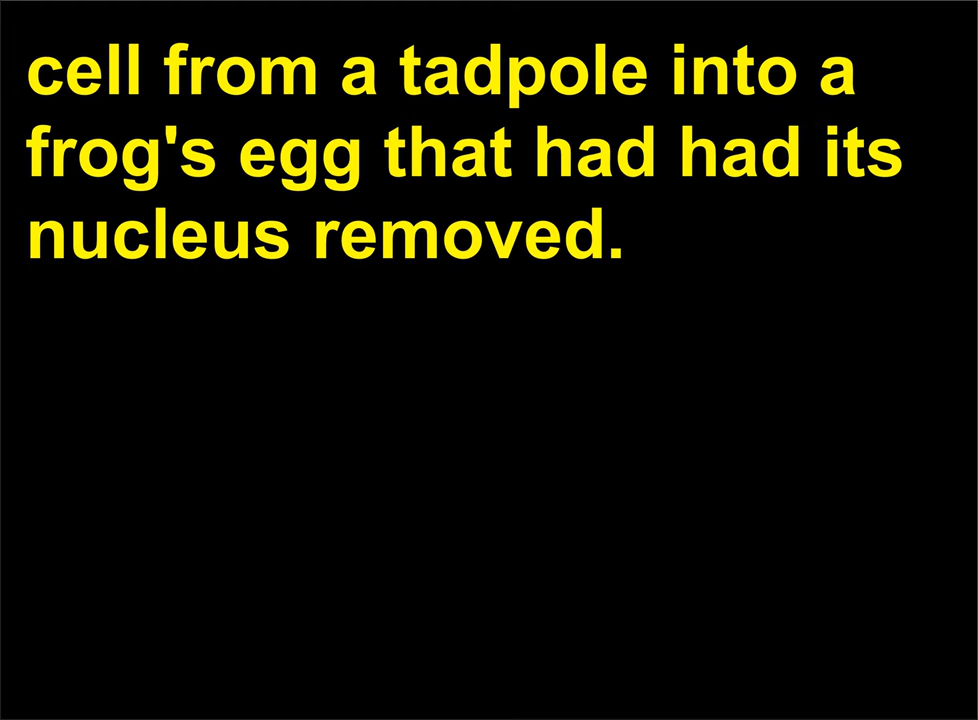 cell from a tadpole into a
frog's egg that had had its
nucleus removed.